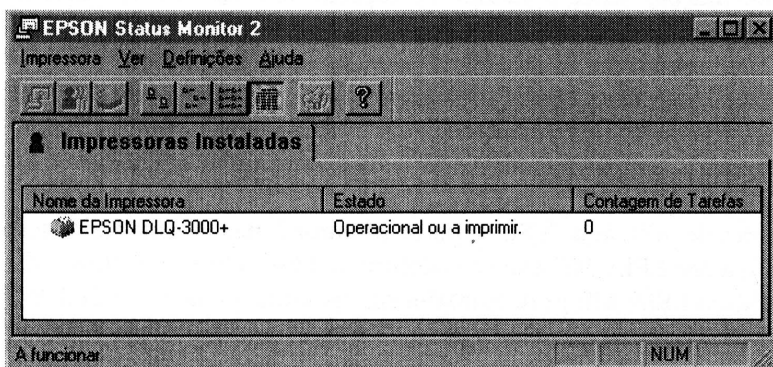 EPSON Status Monitor 2
Impressora Ver Definições Ajuda
Impressoras Instaladas
Nome da Impressora Estado Contagem de Tarefas
EPSON DLQ-3000+ Operacional ou a imprimir. 0
A funcionar NUM